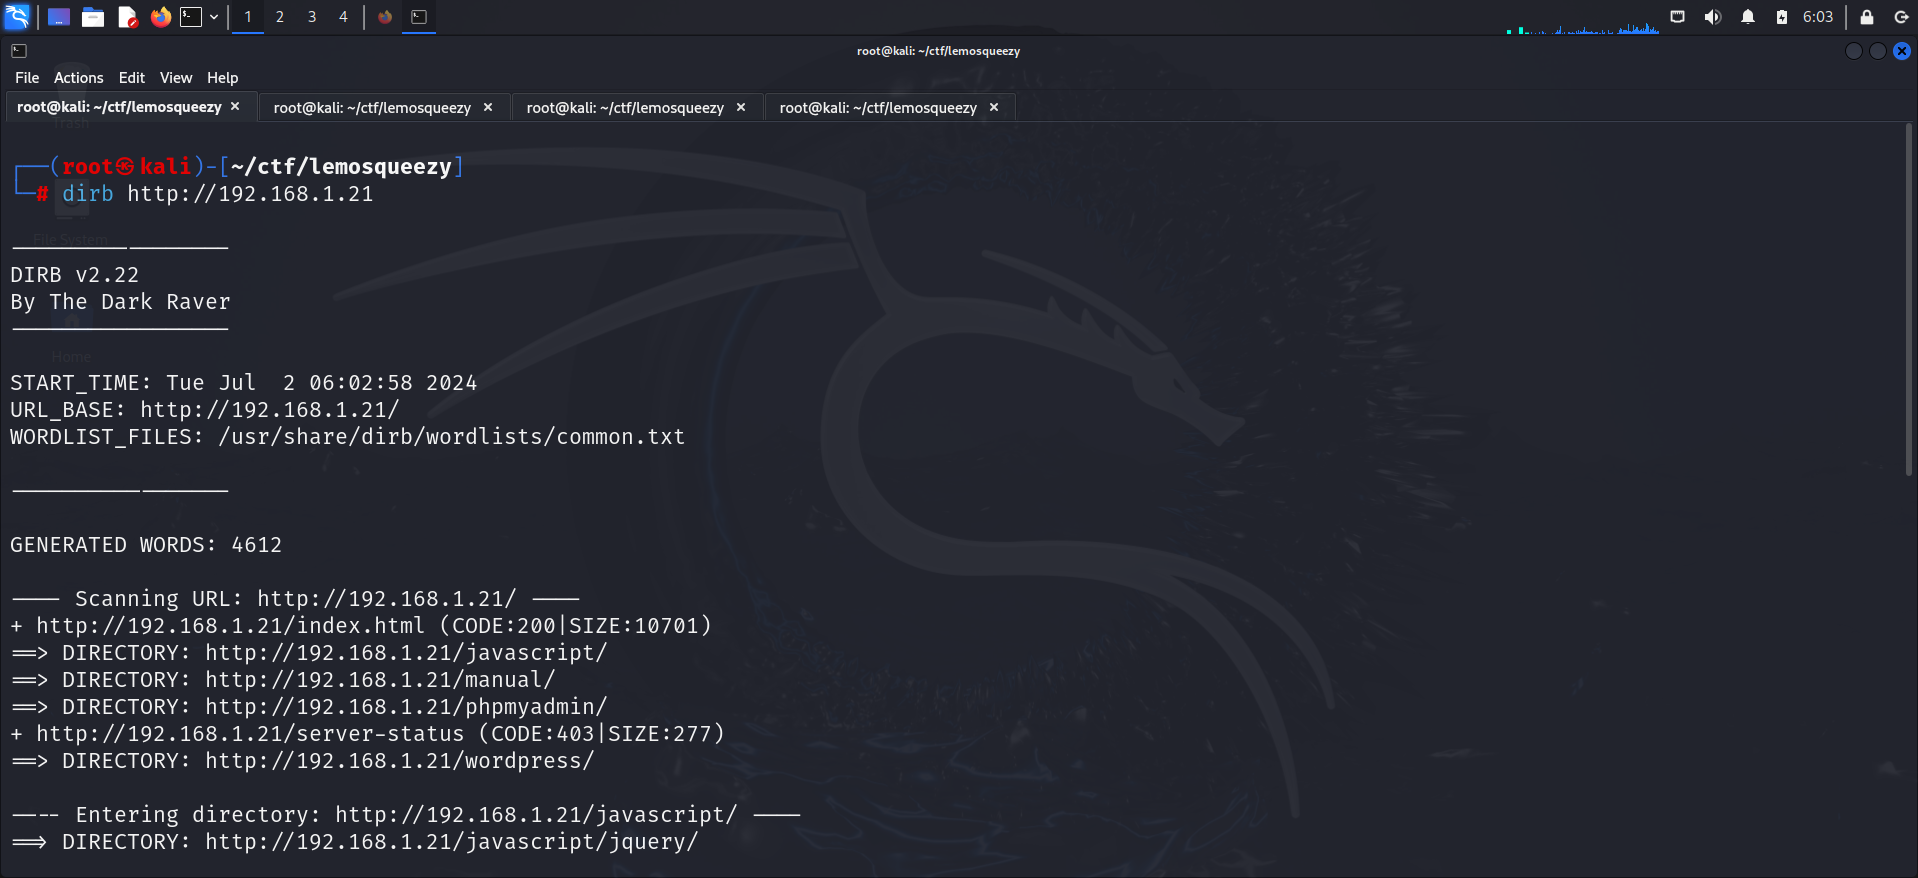 1 2 3 4 6:03
root@kali: ~/ctf/lemosqueezy
File Actions Edit View Help
root@kali: ~/ctf/lemosqueezy × root@kali: ~/ctf/lemosqueezy × root@kali: ~/ctf/lemosqueezy × root@kali: ~/ctf/lemosqueezy ×
Trash
┌──(root㉿kali)-[~/ctf/lemosqueezy]
└─# dirb http://192.168.1.21
File System
-----------------
DIRB v2.22
By The Dark Raver
-----------------
Home
START_TIME: Tue Jul  2 06:02:58 2024
URL_BASE: http://192.168.1.21/
WORDLIST_FILES: /usr/share/dirb/wordlists/common.txt
-----------------
GENERATED WORDS: 4612
---- Scanning URL: http://192.168.1.21/ ----
+ http://192.168.1.21/index.html (CODE:200|SIZE:10701)
==> DIRECTORY: http://192.168.1.21/javascript/
==> DIRECTORY: http://192.168.1.21/manual/
==> DIRECTORY: http://192.168.1.21/phpmyadmin/
+ http://192.168.1.21/server-status (CODE:403|SIZE:277)
==> DIRECTORY: http://192.168.1.21/wordpress/
---- Entering directory: http://192.168.1.21/javascript/ ----
==> DIRECTORY: http://192.168.1.21/javascript/jquery/